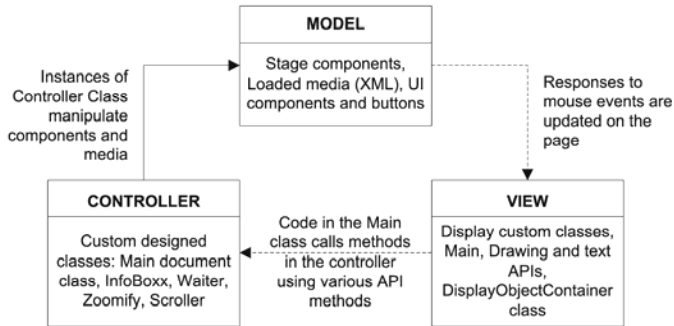 MODEL
Stage components,
Loaded media (XML), UI
components and buttons
Instances of
Controller Class
manipulate
components and
media
Responses to
mouse events are
updated on the
page
CONTROLLER
Custom designed
classes: Main document
class, InfoBoxx, Waiter,
Zoomify, Scroller
Code in the Main
class calls methods
in the controller
using various API
methods
VIEW
Display custom classes,
Main, Drawing and text
APIs,
DisplayObjectContainer
class